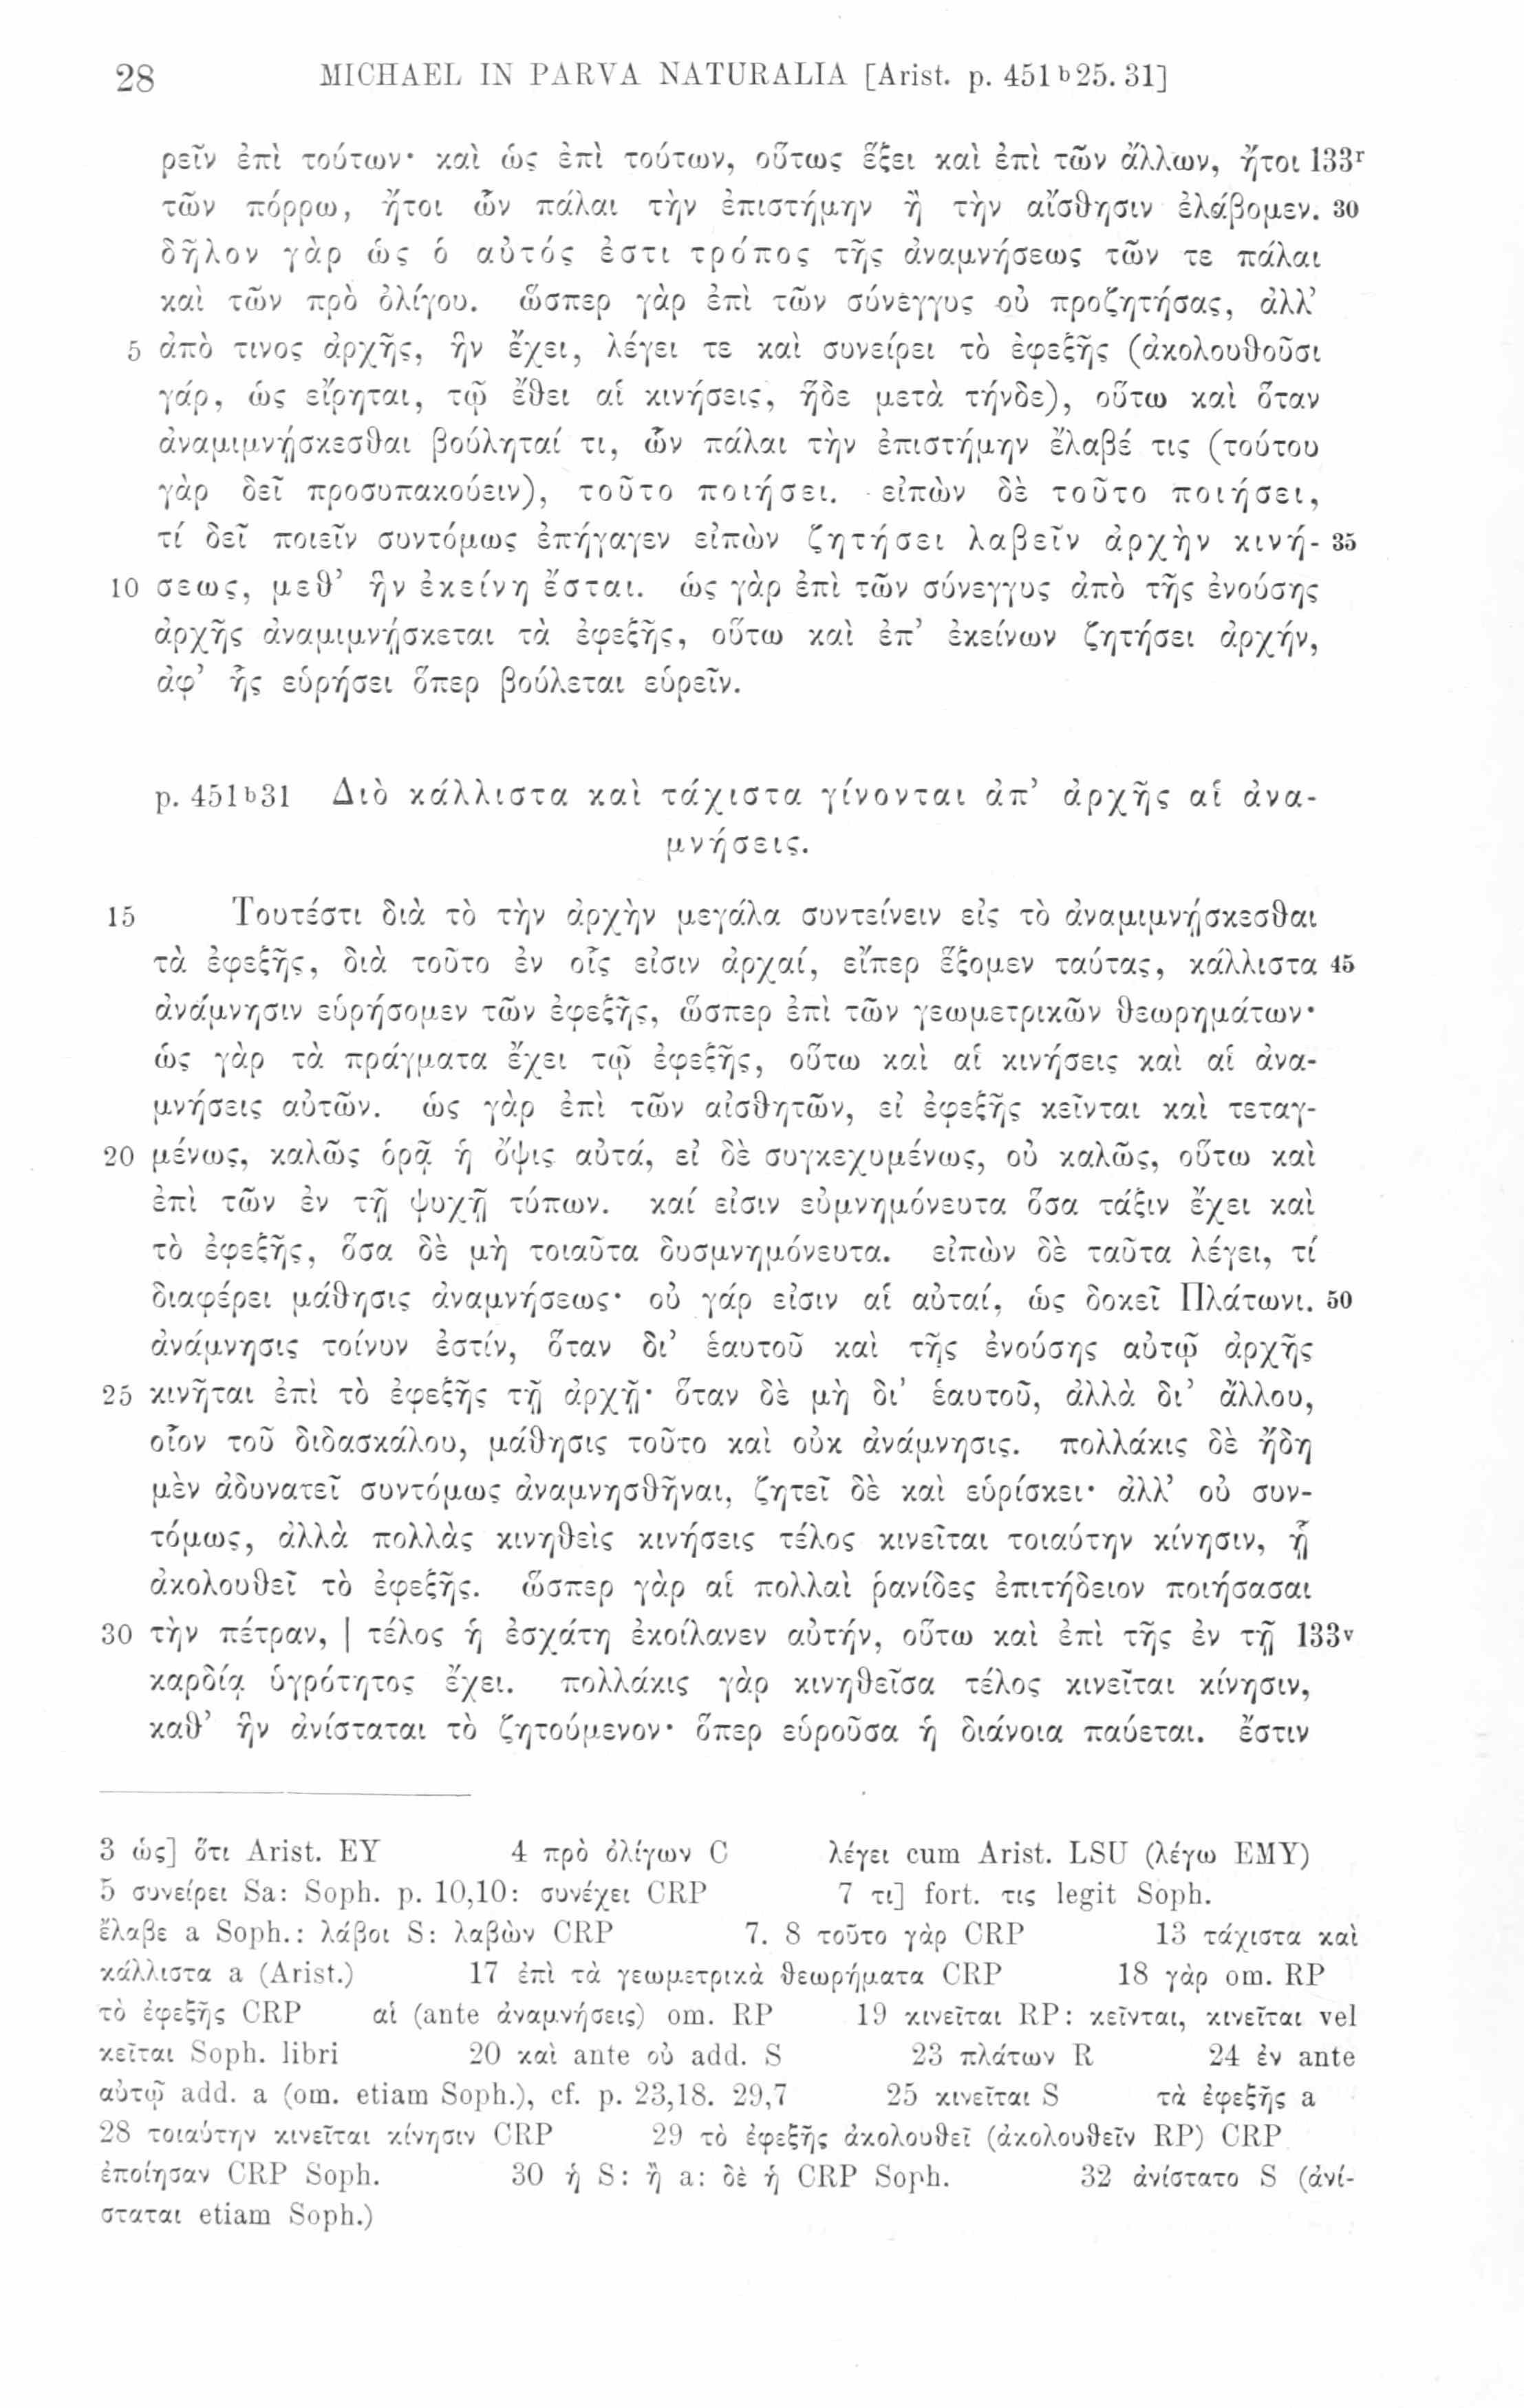 28 MICHAEL IN PARVA NATURALIA [Arist. p. 451 b 25. 31]
ρεῖν ἐπὶ τούτων· καὶ ὡς ἐπὶ τούτων, οὕτως ἕξει καὶ ἐπὶ τῶν ἄλλων, ἤτοι 133r
τῶν πόρρω, ἤτοι ὧν πάλαι τὴν ἐπιστήμην ἢ τὴν αἴσθησιν ἐλάβομεν. 30
δῆλον γὰρ ὡς ὁ αὐτός ἐστι τρόπος τῆς ἀναμνήσεως τῶν τε πάλαι
καὶ τῶν πρὸ ὀλίγου. ὥσπερ γὰρ ἐπὶ τῶν σύνεγγυς οὐ προζητήσας, ἀλλ’
5 ἀπὸ τινος ἀρχῆς, ἣν ἔχει, λέγει τε καὶ συνείρει τὸ ἐφεξῆς (ἀκολουθοῦσι
γάρ, ὡς εἴρηται, τῷ ἔθει αἱ κινήσεις, ἥδε μετὰ τήνδε), οὕτω καὶ ὅταν
ἀναμιμνῄσκεσθαι βούληταί τι, ὧν πάλαι τὴν ἐπιστήμην ἔλαβέ τις (τούτου
γὰρ δεῖ προσυπακούειν), τοῦτο ποιήσει. εἰπὼν δὲ τοῦτο ποιήσει,
τί δεῖ ποιεῖν συντόμως ἐπήγαγεν εἰπὼν ζητήσει λαβεῖν ἀρχὴν κινή- 35
10 σεως, μεθ’ ἣν ἐκείνη ἔσται. ὡς γὰρ ἐπὶ τῶν σύνεγγυς ἀπὸ τῆς ἐνούσης
ἀρχῆς ἀναμιμνῄσκεται τὰ ἐφεξῆς, οὕτω καὶ ἐπ’ ἐκείνων ζητήσει ἀρχήν,
ἀφ’ ἧς εὑρήσει ὅπερ βούλεται εὑρεῖν.
p. 451b31 Διὸ κάλλιστα καὶ τάχιστα γίνονται ἀπ’ ἀρχῆς αἱ ἀνα-
μνήσεις.
15 Τουτέστι διὰ τὸ τὴν ἀρχὴν μεγάλα συντείνειν εἰς τὸ ἀναμιμνῄσκεσθαι
τὰ ἐφεξῆς, διὰ τοῦτο ἐν οἷς εἰσιν ἀρχαί, εἴπερ ἕξομεν ταύτας, κάλλιστα 45
ἀνάμνησιν εὑρήσομεν τῶν ἐφεξῆς, ὥσπερ ἐπὶ τῶν γεωμετρικῶν θεωρημάτων·
ὡς γὰρ τὰ πράγματα ἔχει τῷ ἐφεξῆς, οὕτω καὶ αἱ κινήσεις καὶ αἱ ἀνα-
μνήσεις αὐτῶν. ὡς γὰρ ἐπὶ τῶν αἰσθητῶν, εἰ ἐφεξῆς κεῖνται καὶ τεταγ-
20 μένως, καλῶς ὁρᾷ ἡ ὄψις αὐτά, εἰ δὲ συγκεχυμένως, οὐ καλῶς, οὕτω καὶ
ἐπὶ τῶν ἐν τῇ ψυχῇ τύπων. καί εἰσιν εὐμνημόνευτα ὅσα τάξιν ἔχει καὶ
τὸ ἐφεξῆς, ὅσα δὲ μὴ τοιαῦτα δυσμνημόνευτα. εἰπὼν δὲ ταῦτα λέγει, τί
διαφέρει μάθησις ἀναμνήσεως· οὐ γάρ εἰσιν αἱ αὐταί, ὡς δοκεῖ Πλάτωνι. 50
ἀνάμνησις τοίνυν ἐστίν, ὅταν δι’ ἑαυτοῦ καὶ τῆς ἐνούσης αὐτῷ ἀρχῆς
25 κινῆται ἐπὶ τὸ ἐφεξῆς τῇ ἀρχῇ· ὅταν δὲ μὴ δι’ ἑαυτοῦ, ἀλλὰ δι’ ἄλλου,
οἷον τοῦ διδασκάλου, μάθησις τοῦτο καὶ οὐκ ἀνάμνησις. πολλάκις δὲ ἤδη
μὲν ἀδυνατεῖ συντόμως ἀναμνησθῆναι, ζητεῖ δὲ καὶ εὑρίσκει· ἀλλ’ οὐ συν-
τόμως, ἀλλὰ πολλὰς κινηθεὶς κινήσεις τέλος κινεῖται τοιαύτην κίνησιν, ᾗ
ἀκολουθεῖ τὸ ἐφεξῆς. ὥσπερ γὰρ αἱ πολλαὶ ῥανίδες ἐπιτήδειον ποιήσασαι
30 τὴν πέτραν, | τέλος ἡ ἐσχάτη ἐκοίλανεν αὐτήν, οὕτω καὶ ἐπὶ τῆς ἐν τῇ 133v
καρδίᾳ ὑγρότητος ἔχει. πολλάκις γὰρ κινηθεῖσα τέλος κινεῖται κίνησιν,
καθ’ ἣν ἀνίσταται τὸ ζητούμενον· ὅπερ εὑροῦσα ἡ διάνοια παύεται. ἔστιν
3 ὡς] ὅτι Arist. EY 4 πρὸ ὀλίγων C λέγει cum Arist. LSU (λέγω EMY)
5 συνείρει Sa: Soph. p. 10,10: συνέχει CRP 7 τι] fort. τις legit Soph.
ἔλαβε a Soph.: λάβοι S: λαβὼν CRP 7. 8 τοῦτο γὰρ CRP 13 τάχιστα καὶ
κάλλιστα a (Arist.) 17 ἐπὶ τὰ γεωμετρικὰ θεωρήματα CRP 18 γὰρ om. RP
τὸ ἐφεξῆς CRP αἱ (ante ἀναμνήσεις) om. RP 19 κινεῖται RP: κεῖνται, κινεῖται vel
κεῖται Soph. libri 20 καὶ ante οὐ add. S 23 πλάτων R 24 ἐν ante
αὐτῷ add. a (om. etiam Soph.), cf. p. 23,18. 29,7 25 κινεῖται S τὰ ἐφεξῆς a
28 τοιαύτην κινεῖται κίνησιν CRP 29 τὸ ἐφεξῆς ἀκολουθεῖ (ἀκολουθεῖν RP) CRP
ἐποίησαν CRP Soph. 30 ἡ S: ἢ a: δὲ ἡ CRP Soph. 32 ἀνίστατο S (ἀνί-
σταται etiam Soph.)